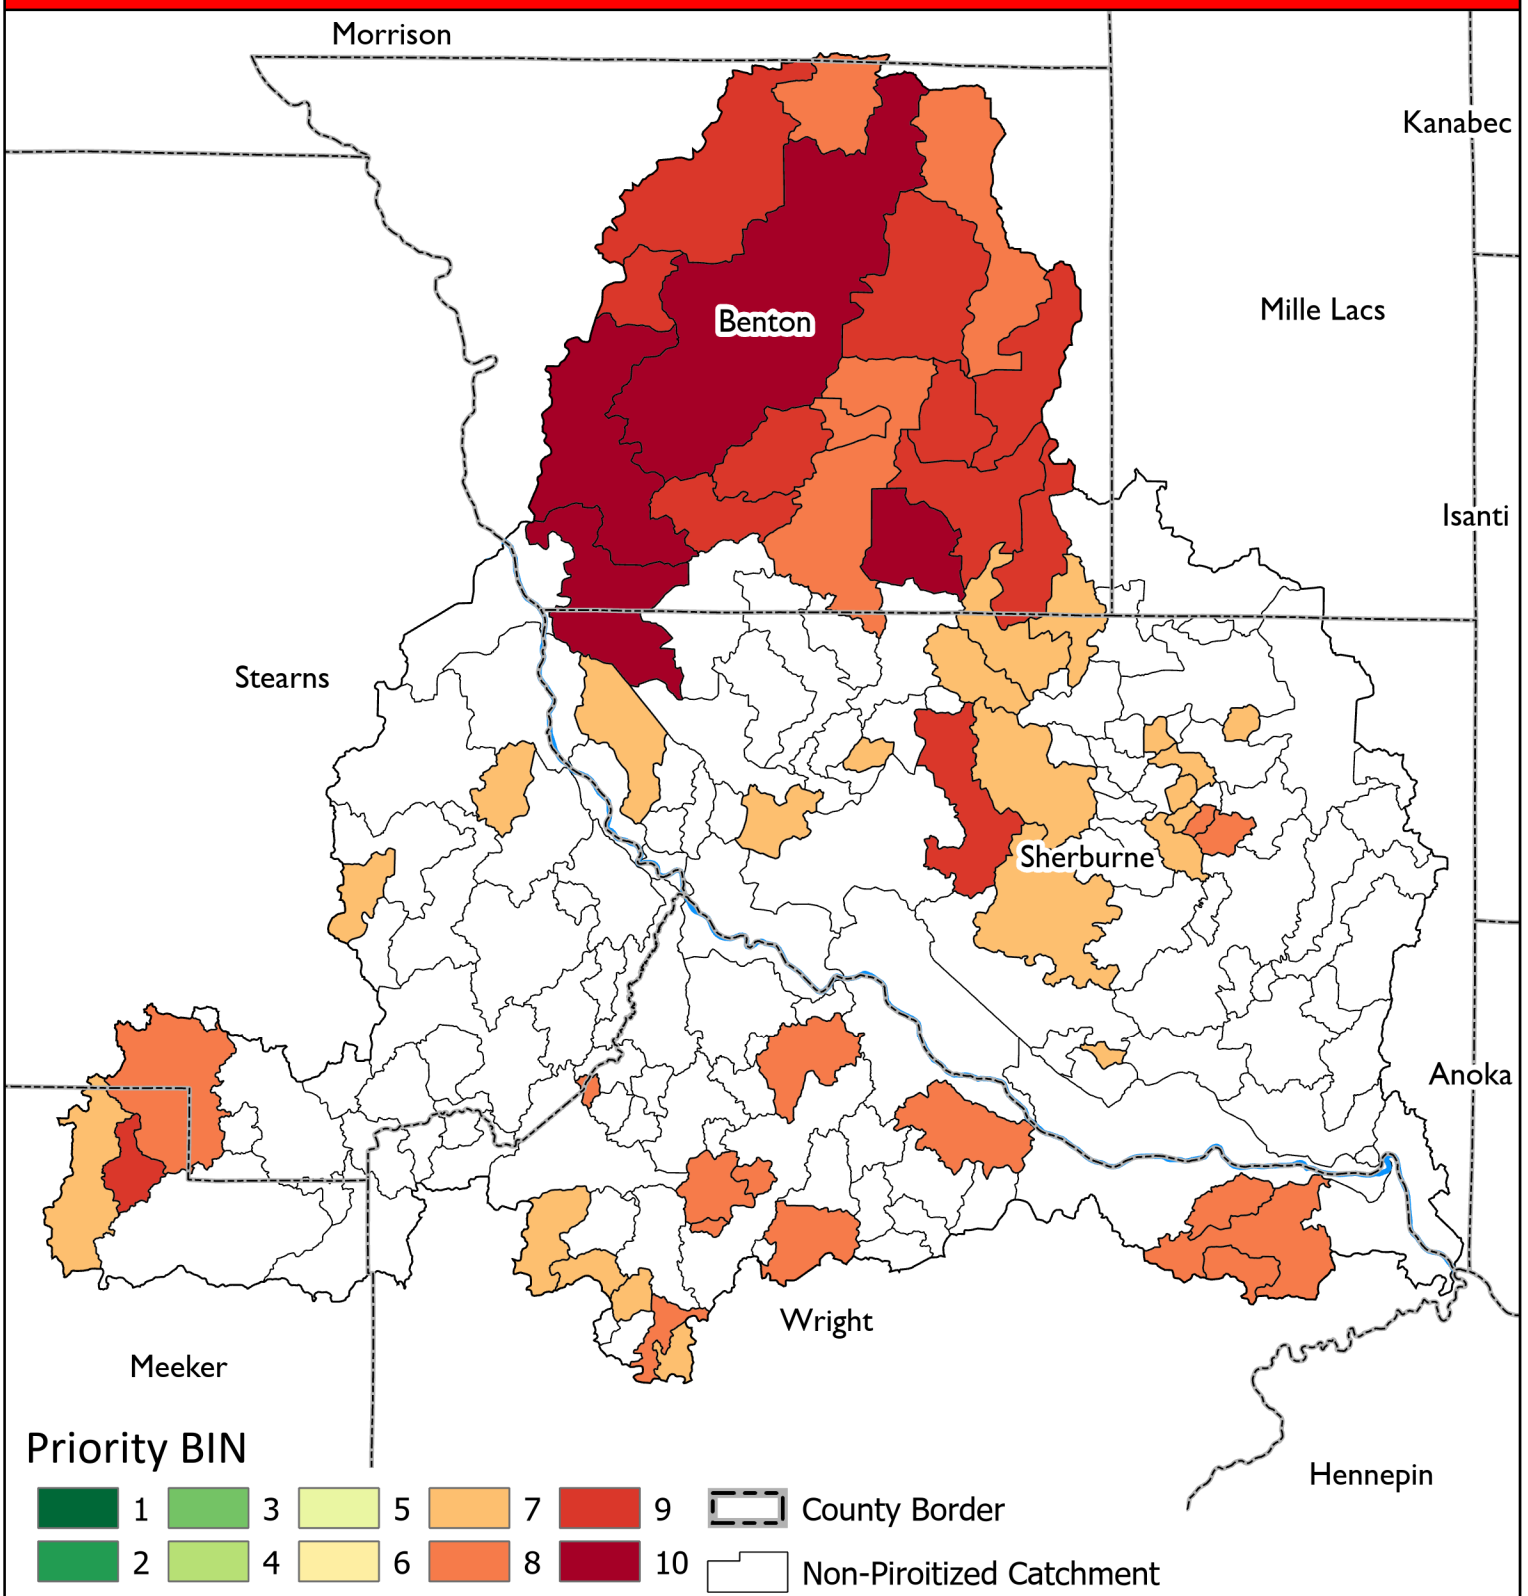 Morrison
Kanabec
Mille Lacs
Benton
Isanti
Stearns
Sherburne
Anoka
Wright
Meeker
Hennepin
Priority BIN
1 3 5 7 9 County Border
2 4 6 8 10 Non-Piroitized Catchment